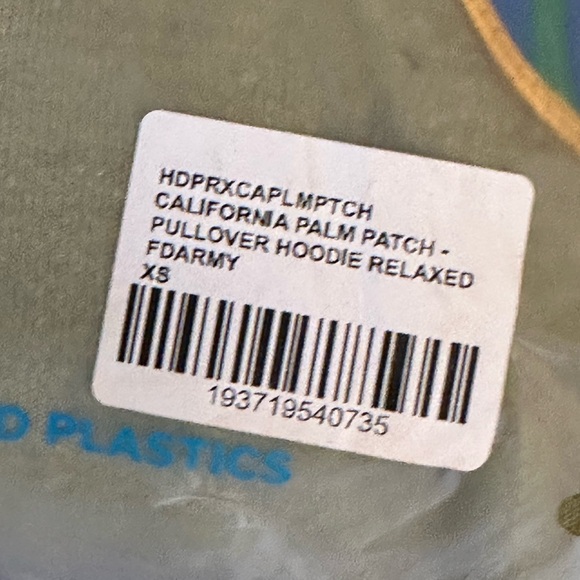 HDPRXCAPLMPTCH
CALIFORNIA PALM PATCH -
PULLOVER HOODIE RELAXED
FDARMY
XS
193719540735
D PLASTICS